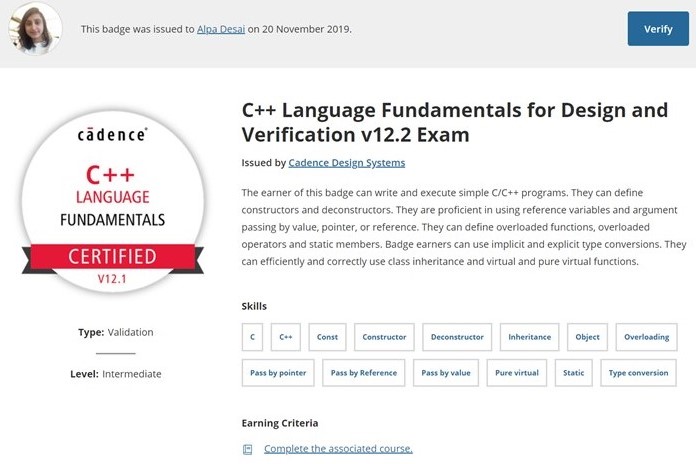 This badge was issued to Alpa Desai on 20 November 2019.
Verify
cādence®
C++
LANGUAGE
FUNDAMENTALS
CERTIFIED
V12.1
Type: Validation
Level: Intermediate
C++ Language Fundamentals for Design and
Verification v12.2 Exam
Issued by Cadence Design Systems
The earner of this badge can write and execute simple C/C++ programs. They can define
constructors and deconstructors. They are proficient in using reference variables and argument
passing by value, pointer, or reference. They can define overloaded functions, overloaded
operators and static members. Badge earners can use implicit and explicit type conversions. They
can efficiently and correctly use class inheritance and virtual and pure virtual functions.
Skills
C C++ Const Constructor Deconstructor Inheritance Object Overloading
Pass by pointer Pass by Reference Pass by value Pure virtual Static Type conversion
Earning Criteria
Complete the associated course.